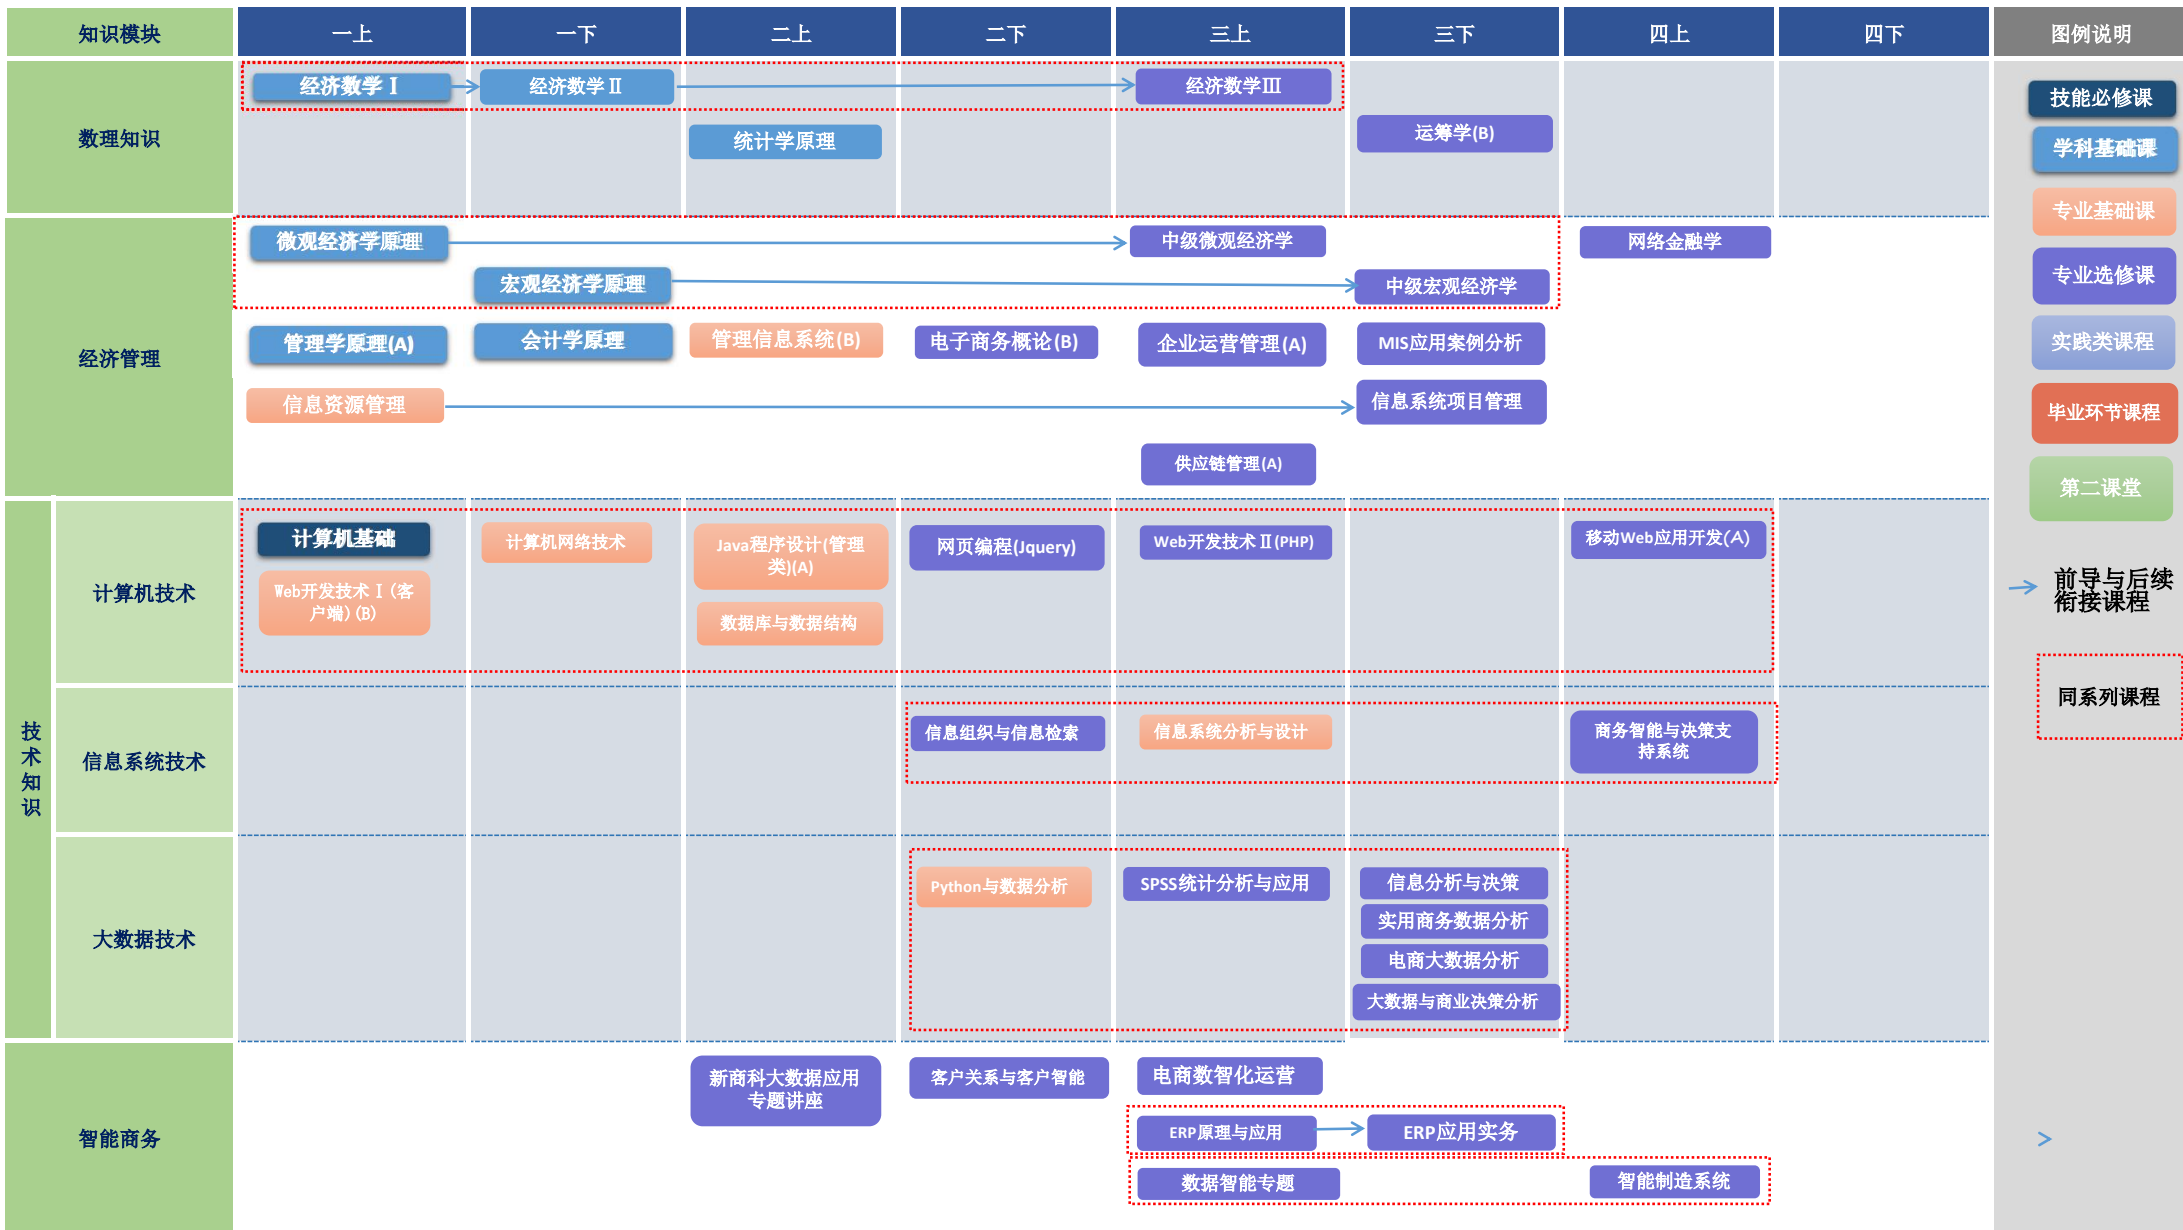 知识模块
一上
一下
二上
二下
三上
三下
四上
四下
图例说明
数理知识
经济数学Ⅰ
经济数学Ⅱ
经济数学Ⅲ
统计学原理
运筹学(B)
经济管理
微观经济学原理
中级微观经济学
网络金融学
宏观经济学原理
中级宏观经济学
管理学原理(A)
会计学原理
管理信息系统(B)
电子商务概论(B)
企业运营管理(A)
MIS应用案例分析
信息资源管理
信息系统项目管理
供应链管理(A)
技术知识
计算机技术
计算机基础
计算机网络技术
Java程序设计(管理
类)(A)
网页编程(Jquery)
Web开发技术Ⅱ(PHP)
移动Web应用开发(A)
Web开发技术Ⅰ(客
户端)(B)
数据库与数据结构
信息系统技术
信息组织与信息检索
信息系统分析与设计
商务智能与决策支
持系统
大数据技术
Python与数据分析
SPSS统计分析与应用
信息分析与决策
实用商务数据分析
电商大数据分析
大数据与商业决策分析
智能商务
新商科大数据应用
专题讲座
客户关系与客户智能
电商数智化运营
ERP原理与应用
ERP应用实务
数据智能专题
智能制造系统
技能必修课
学科基础课
专业基础课
专业选修课
实践类课程
毕业环节课程
第二课堂
前导与后续
衔接课程
同系列课程